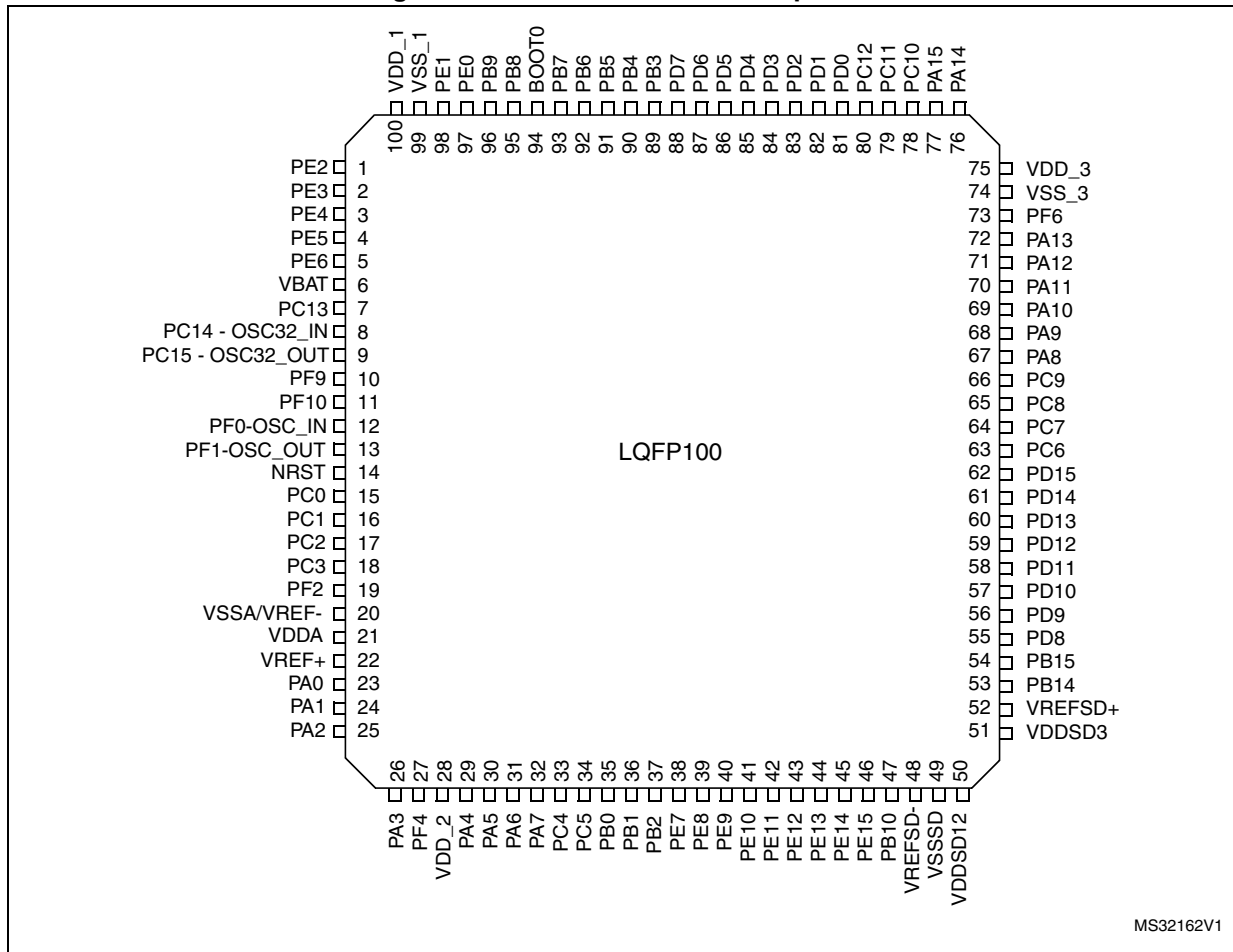 VDD_1
VSS_1
PE1
PE0
PB9
PB8
BOOT0
PB7
PB6
PB5
PB4
PB3
PD7
PD6
PD5
PD4
PD3
PD2
PD1
PD0
PC12
PC11
PC10
PA15
PA14
100
99
98
97
96
95
94
93
92
91
90
89
88
87
86
85
84
83
82
81
80
79
78
77
76
PE2 1
PE3 2
PE4 3
PE5 4
PE6 5
VBAT 6
PC13 7
PC14 - OSC32_IN 8
PC15 - OSC32_OUT 9
PF9 10
PF10 11
PF0-OSC_IN 12
PF1-OSC_OUT 13
NRST 14
PC0 15
PC1 16
PC2 17
PC3 18
PF2 19
VSSA/VREF- 20
VDDA 21
VREF+ 22
PA0 23
PA1 24
PA2 25
LQFP100
75 VDD_3
74 VSS_3
73 PF6
72 PA13
71 PA12
70 PA11
69 PA10
68 PA9
67 PA8
66 PC9
65 PC8
64 PC7
63 PC6
62 PD15
61 PD14
60 PD13
59 PD12
58 PD11
57 PD10
56 PD9
55 PD8
54 PB15
53 PB14
52 VREFSD+
51 VDDSD3
26
27
28
29
30
31
32
33
34
35
36
37
38
39
40
41
42
43
44
45
46
47
48
49
50
PA3
PF4
VDD_2
PA4
PA5
PA6
PA7
PC4
PC5
PB0
PB1
PB2
PE7
PE8
PE9
PE10
PE11
PE12
PE13
PE14
PE15
PB10
VREFSD-
VSSSD
VDDSD12
MS32162V1